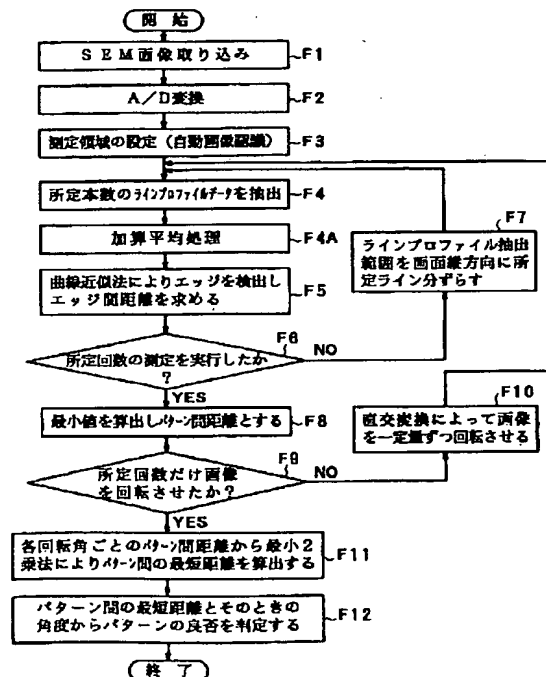 開始
SEM画像取り込み
F1
A/D変換
F2
測定領域の設定(自動画像認識)
F3
所定本数のラインプロファイルデータを抽出
F4
加算平均処理
F4A
曲線近似法によりエッジを検出し
エッジ間距離を求める
F5
F6
所定回数の測定を実行したか
?
NO
YES
F7
ラインプロファイル抽出
範囲を画面縦方向に所
定ライン分ずらす
最小値を算出しパターン間距離とする
F8
F9
所定回数だけ画像
を回転させたか?
NO
YES
F10
直交変換によって画像
を一定量ずつ回転させる
各回転角ごとのパターン間距離から最小2
乗法によりパターン間の最短距離を算出する
F11
パターン間の最短距離とそのときの
角度からパターンの良否を判定する
F12
終了